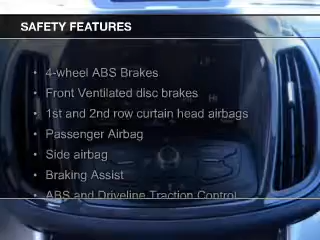 SAFETY FEATURES
• 4-wheel ABS Brakes
• Front Ventilated disc brakes
• 1st and 2nd row curtain head airbags
• Passenger Airbag
• Side airbag
• Braking Assist
• ABS and Driveline Traction Control